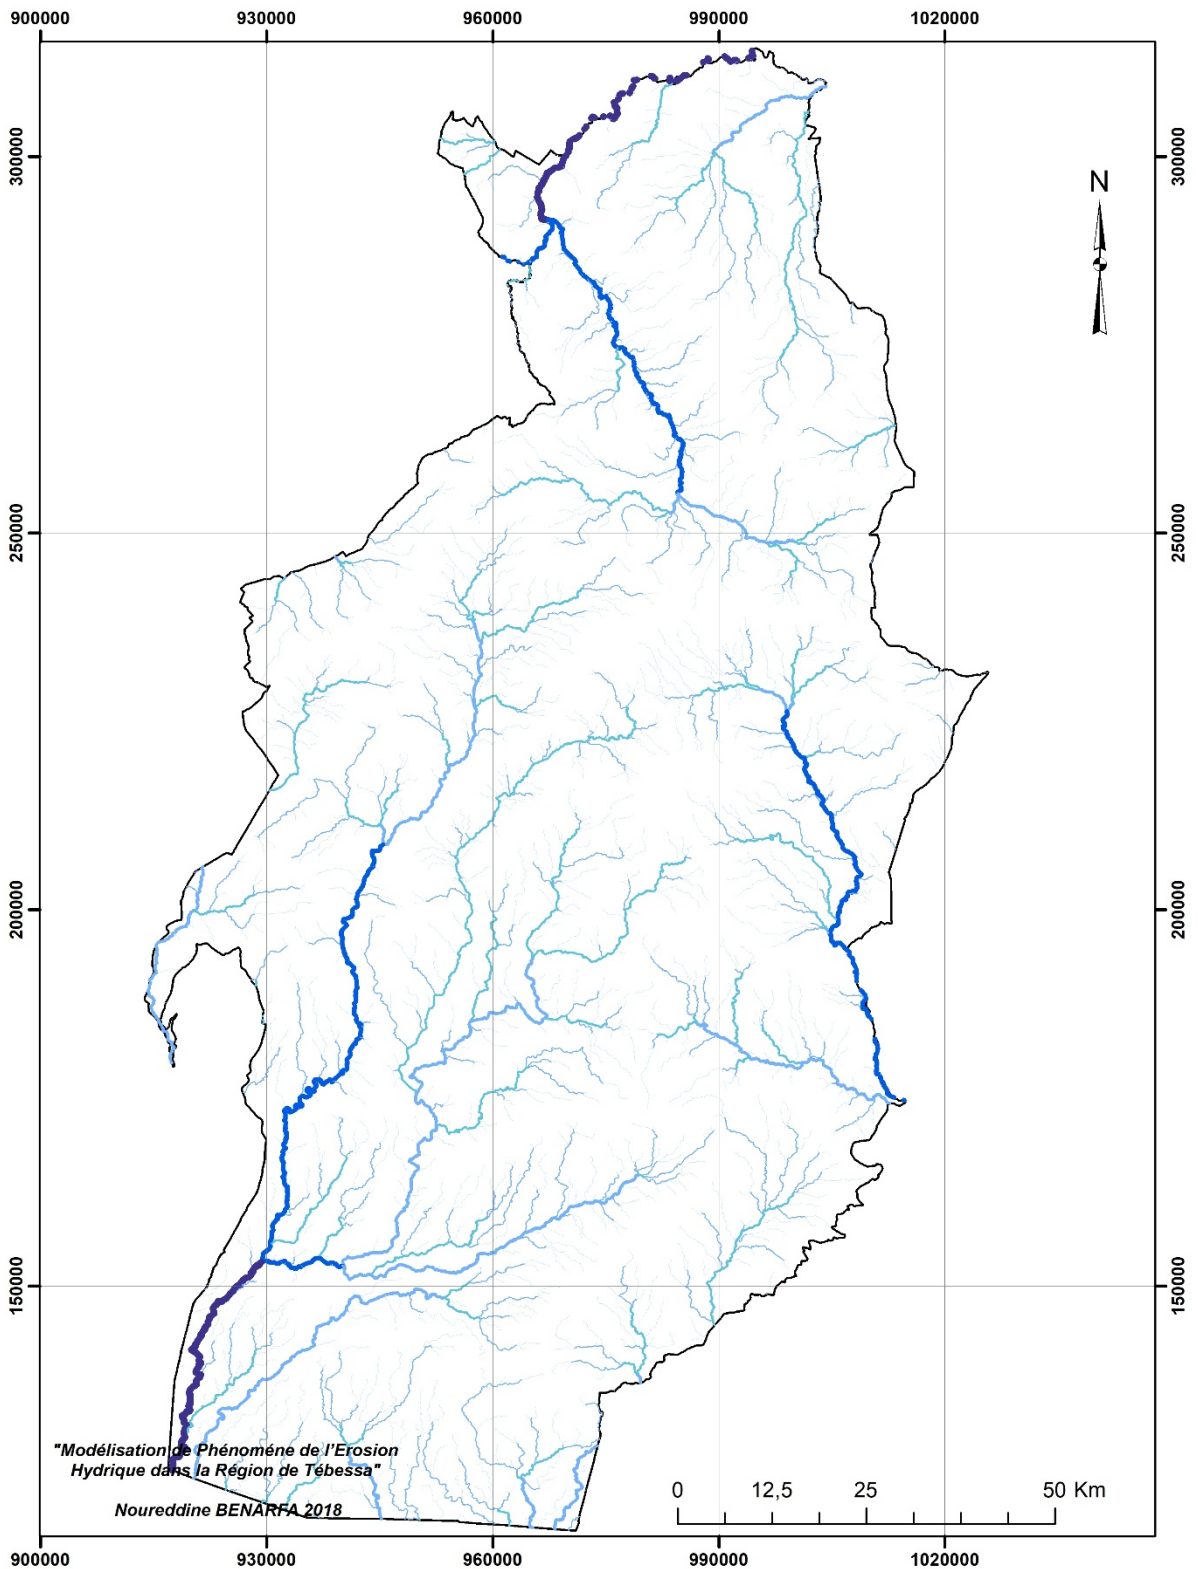 900000 930000 960000 990000 1020000
300000 300000
N
250000 250000
200000 200000
150000 150000
"Modélisation de Phénoméne de l'Erosion
Hydrique dans la Région de Tébessa"
Noureddine BENARFA 2018
0 12,5 25 50 Km
900000 930000 960000 990000 1020000